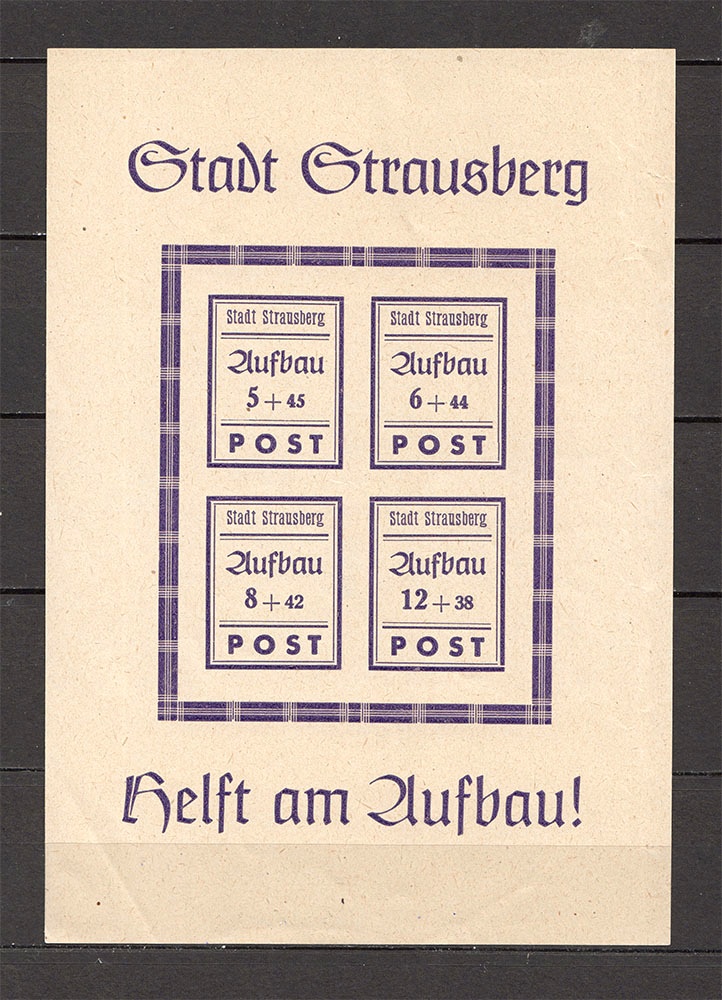 Stadt Strausberg
Stadt Strausberg
Aufbau
5 + 45
POST
Stadt Strausberg
Aufbau
6 + 44
POST
Stadt Strausberg
Aufbau
8 + 42
POST
Stadt Strausberg
Aufbau
12 + 38
POST
Helft am Aufbau!